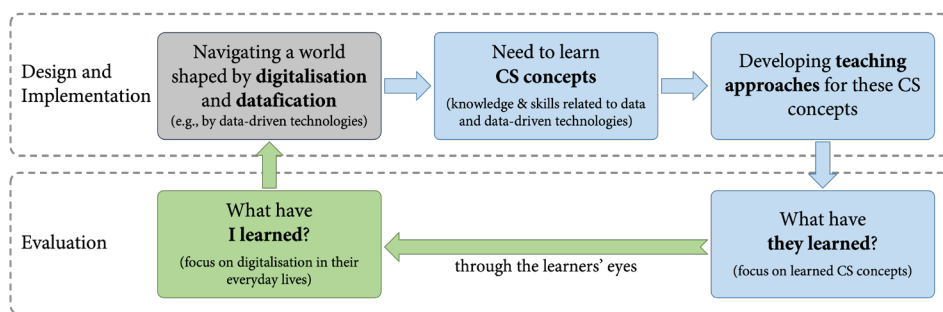 Design and
Implementation
Navigating a world
shaped by digitalisation
and datafication
(e.g., by data-driven technologies)
Need to learn
CS concepts
(knowledge & skills related to data
and data-driven technologies)
Developing teaching
approaches for these CS
concepts
Evaluation
What have
I learned?
(focus on digitalisation in their
everyday lives)
through the learners’ eyes
What have
they learned?
(focus on learned CS concepts)